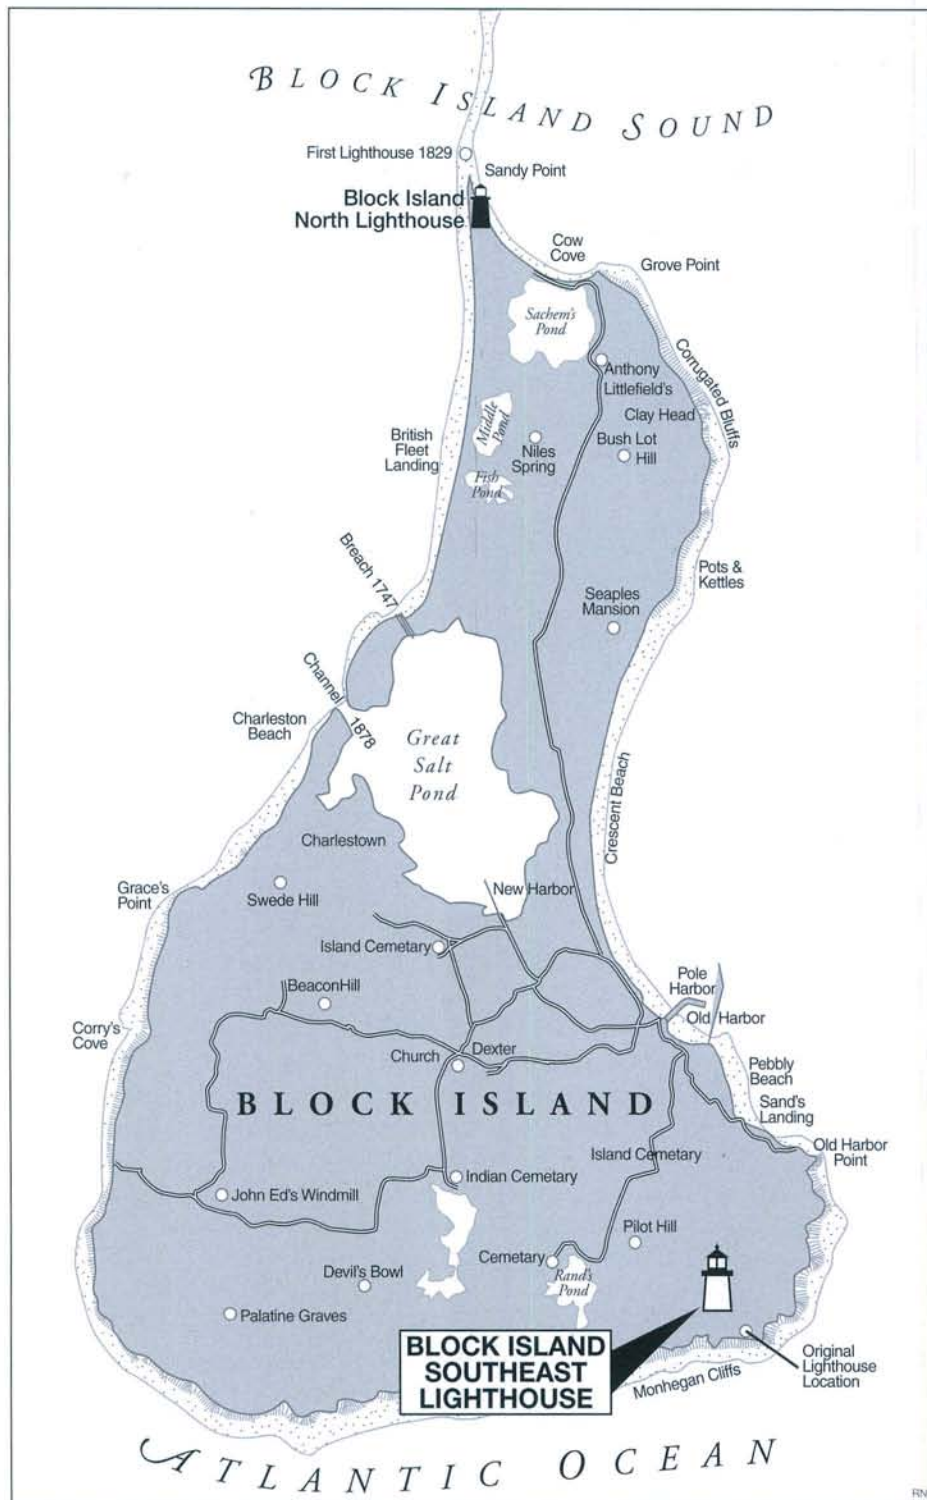 BLOCK ISLAND SOUND
First Lighthouse 1829
Sandy Point
Block Island
North Lighthouse
Cow
Cove
Grove Point
Sachem's
Pond
Corrugated Bluffs
Anthony
Littlefield's
Clay Head
Middle
Pond
British
Fleet
Landing
Niles
Spring
Bush Lot
Hill
Fish
Pond
Breach 1747
Pots &
Kettles
Seaples
Mansion
Channel
1878
Charleston
Beach
Great
Salt
Pond
Crescent Beach
Charlestown
Grace's
Point
Swede Hill
New Harbor
Island Cemetary
Pole
Harbor
BeaconHill
Old Harbor
Corry's
Cove
Church
Dexter
Pebbly
Beach
BLOCK ISLAND
Sand's
Landing
Island Cemetary
Old Harbor
Point
Indian Cemetary
John Ed's Windmill
Pilot Hill
Cemetary
Devil's Bowl
Rand's
Pond
Palatine Graves
BLOCK ISLAND
SOUTHEAST
LIGHTHOUSE
Original
Lighthouse
Location
Monhegan Cliffs
ATLANTIC OCEAN
RN